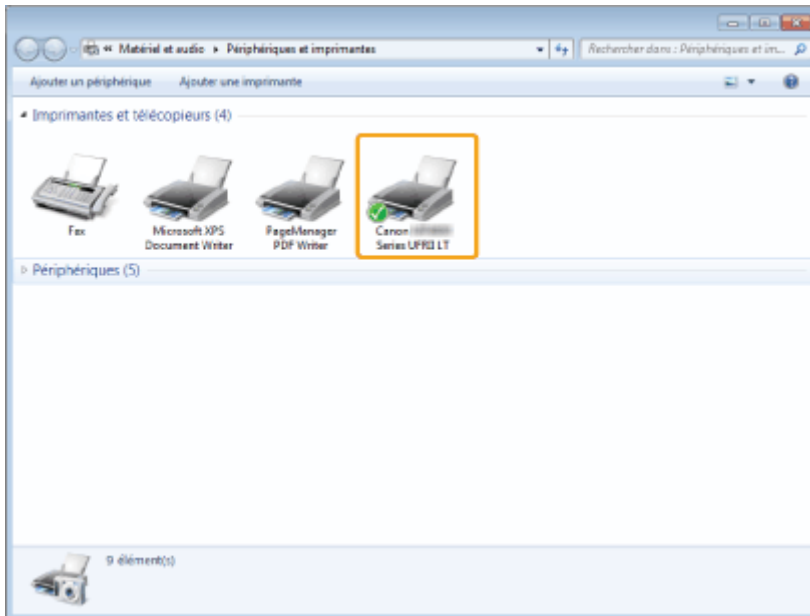 « Matériel et audio ▸ Périphériques et imprimantes
Rechercher dans : Périphériques et im...
Ajouter un périphérique Ajouter une imprimante
Imprimantes et télécopieurs (4)
Fax
Microsoft XPS
Document Writer
PageManager
PDF Writer
Canon
Series UFRII LT
Périphériques (5)
9 élément(s)